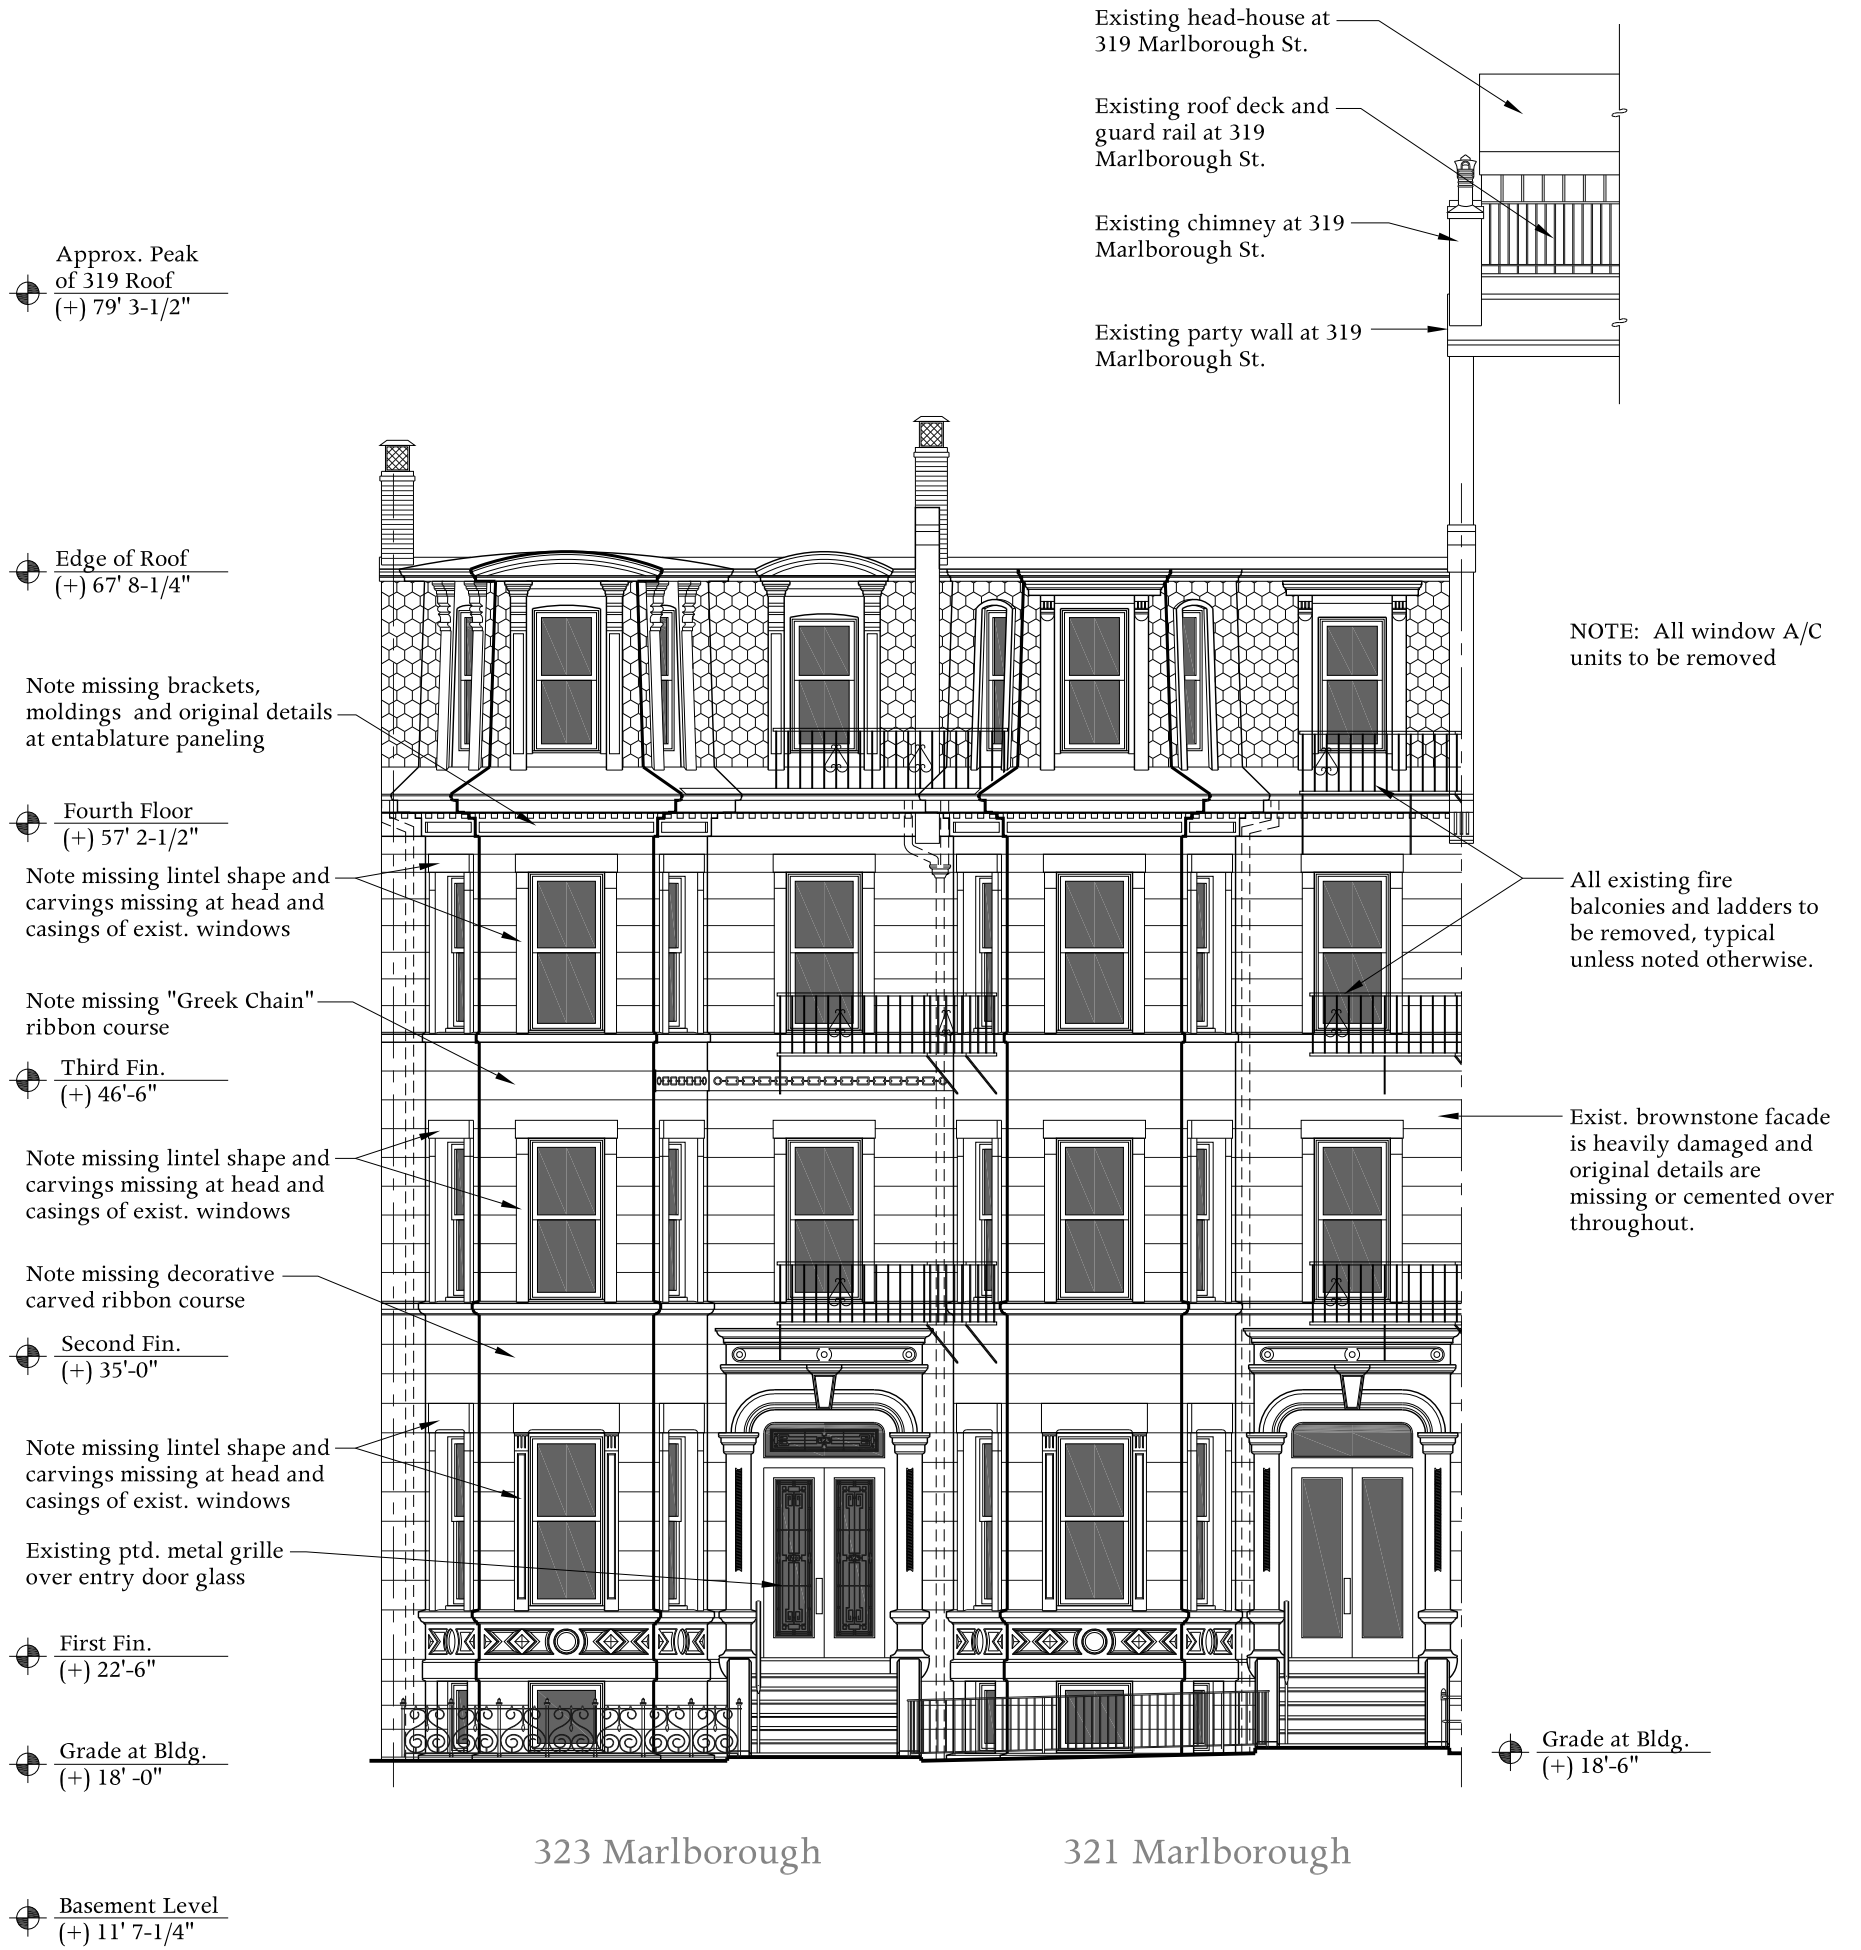 Existing head-house at
319 Marlborough St.
Existing roof deck and
guard rail at 319
Marlborough St.
Existing chimney at 319
Marlborough St.
Existing party wall at 319
Marlborough St.
Approx. Peak
of 319 Roof
(+) 79' 3-1/2"
Edge of Roof
(+) 67' 8-1/4"
Note missing brackets,
moldings and original details
at entablature paneling
Fourth Floor
(+) 57' 2-1/2"
Note missing lintel shape and
carvings missing at head and
casings of exist. windows
Note missing "Greek Chain"
ribbon course
Third Fin.
(+) 46'-6"
Note missing lintel shape and
carvings missing at head and
casings of exist. windows
Note missing decorative
carved ribbon course
Second Fin.
(+) 35'-0"
Note missing lintel shape and
carvings missing at head and
casings of exist. windows
Existing ptd. metal grille
over entry door glass
First Fin.
(+) 22'-6"
Grade at Bldg.
(+) 18' -0"
Basement Level
(+) 11' 7-1/4"
NOTE: All window A/C
units to be removed
All existing fire
balconies and ladders to
be removed, typical
unless noted otherwise.
Exist. brownstone facade
is heavily damaged and
original details are
missing or cemented over
throughout.
Grade at Bldg.
(+) 18'-6"
323 Marlborough
321 Marlborough